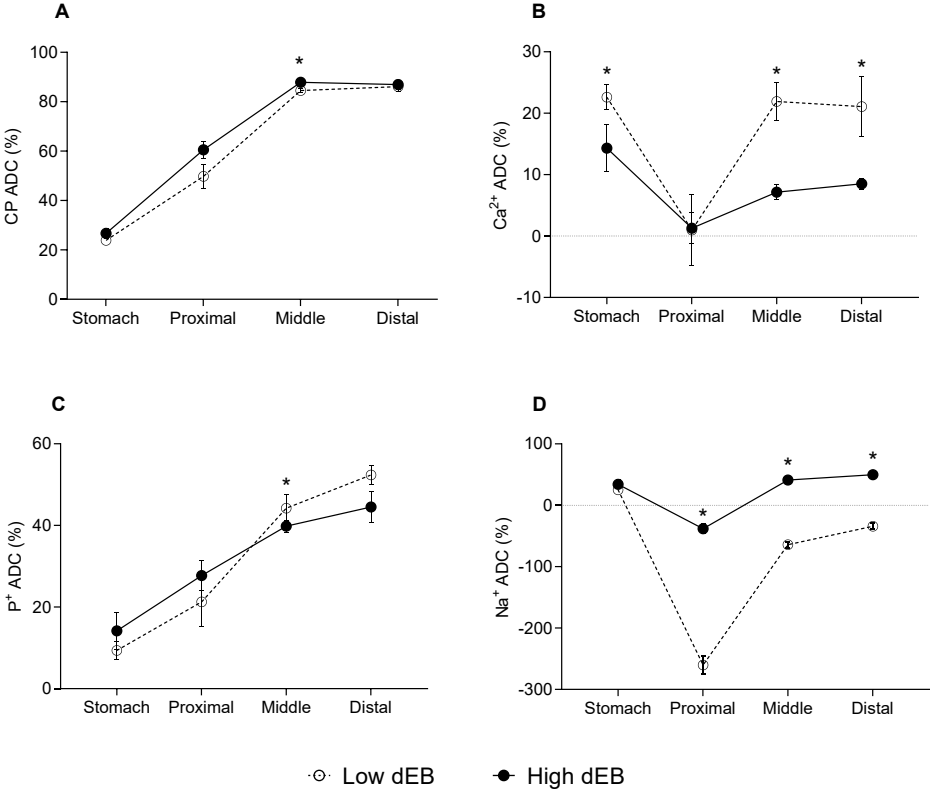 A
CP ADC (%)
100
80
60
40
20
0
*
Stomach Proximal Middle Distal
B
Ca²⁺ ADC (%)
30
20
10
0
-10
* * *
Stomach Proximal Middle Distal
C
P⁺ ADC (%)
60
40
20
0
*
Stomach Proximal Middle Distal
D
Na⁺ ADC (%)
100
0
-100
-200
-300
* * *
Stomach Proximal Middle Distal
Low dEB High dEB